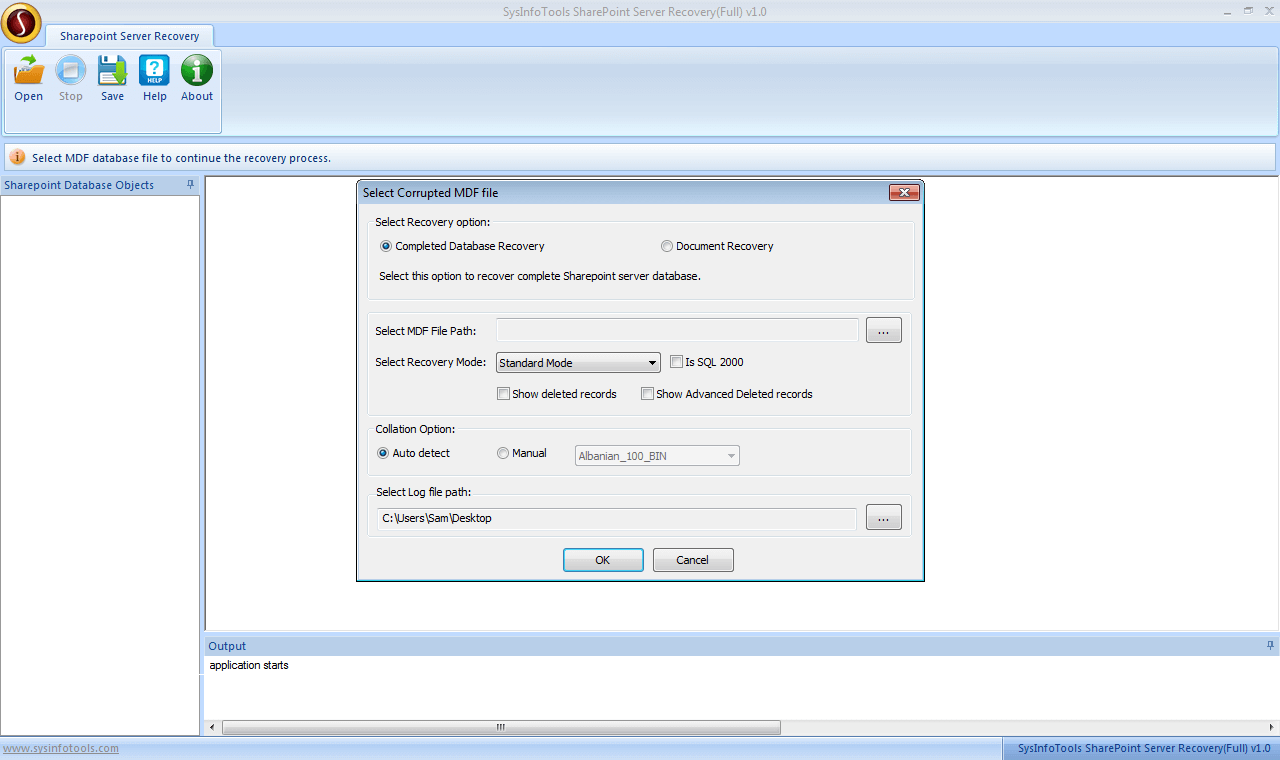 SysInfoTools SharePoint Server Recovery(Full) v1.0
Sharepoint Server Recovery
Open Stop Save Help About
HELP
Select MDF database file to continue the recovery process.
Sharepoint Database Objects
Select Corrupted MDF file
Select Recovery option:
Completed Database Recovery Document Recovery
Select this option to recover complete Sharepoint server database.
Select MDF File Path: ...
Select Recovery Mode: Standard Mode Is SQL 2000
Show deleted records Show Advanced Deleted records
Collation Option:
Auto detect Manual Albanian_100_BIN
Select Log file path:
C:\Users\Sam\Desktop ...
OK Cancel
Output
application starts
www.sysinfotools.com SysInfoTools SharePoint Server Recovery(Full) v1.0